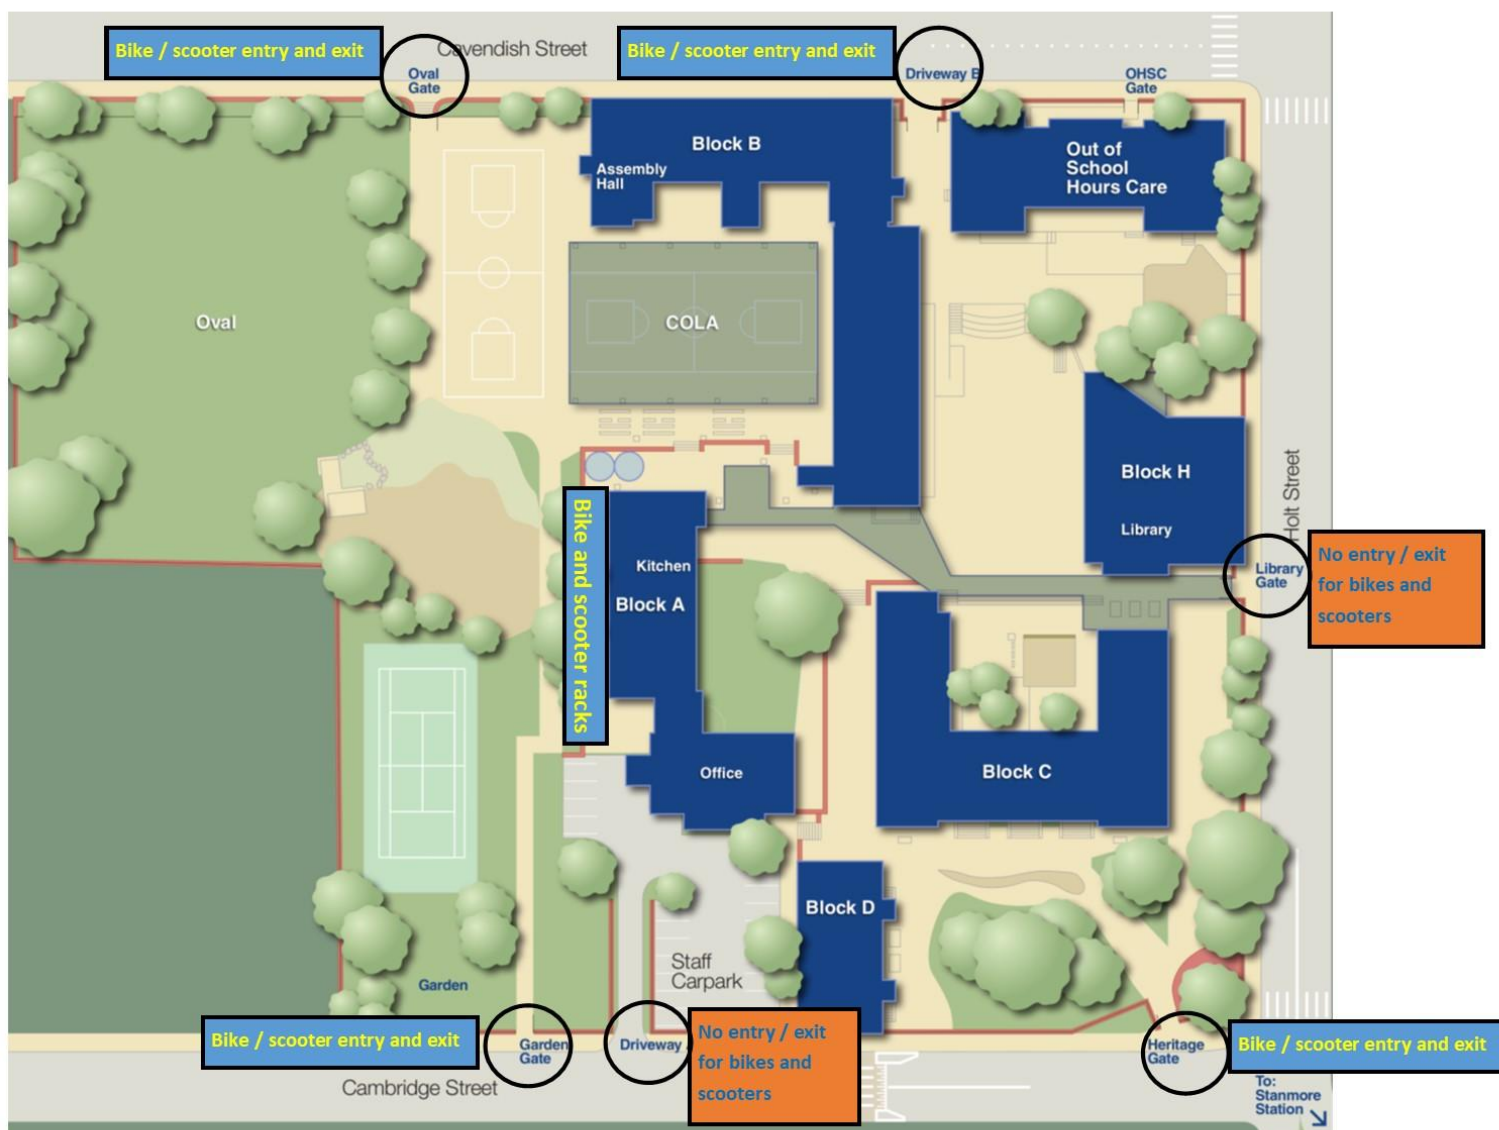 Bike / scooter entry and exit
Cavendish Street
Bike / scooter entry and exit
Oval
Gate
Driveway B
OHSC
Gate
Block B
Assembly
Hall
Out of
School
Hours Care
Oval
COLA
Block H
Library
Holt Street
Bike and scooter racks
Kitchen
Block A
Library
Gate
No entry / exit
for bikes and
scooters
Office
Block C
Block D
Staff
Carpark
Garden
Bike / scooter entry and exit
Garden
Gate
Driveway
No entry / exit
for bikes and
scooters
Heritage
Gate
Bike / scooter entry and exit
Cambridge Street
To:
Stanmore
Station